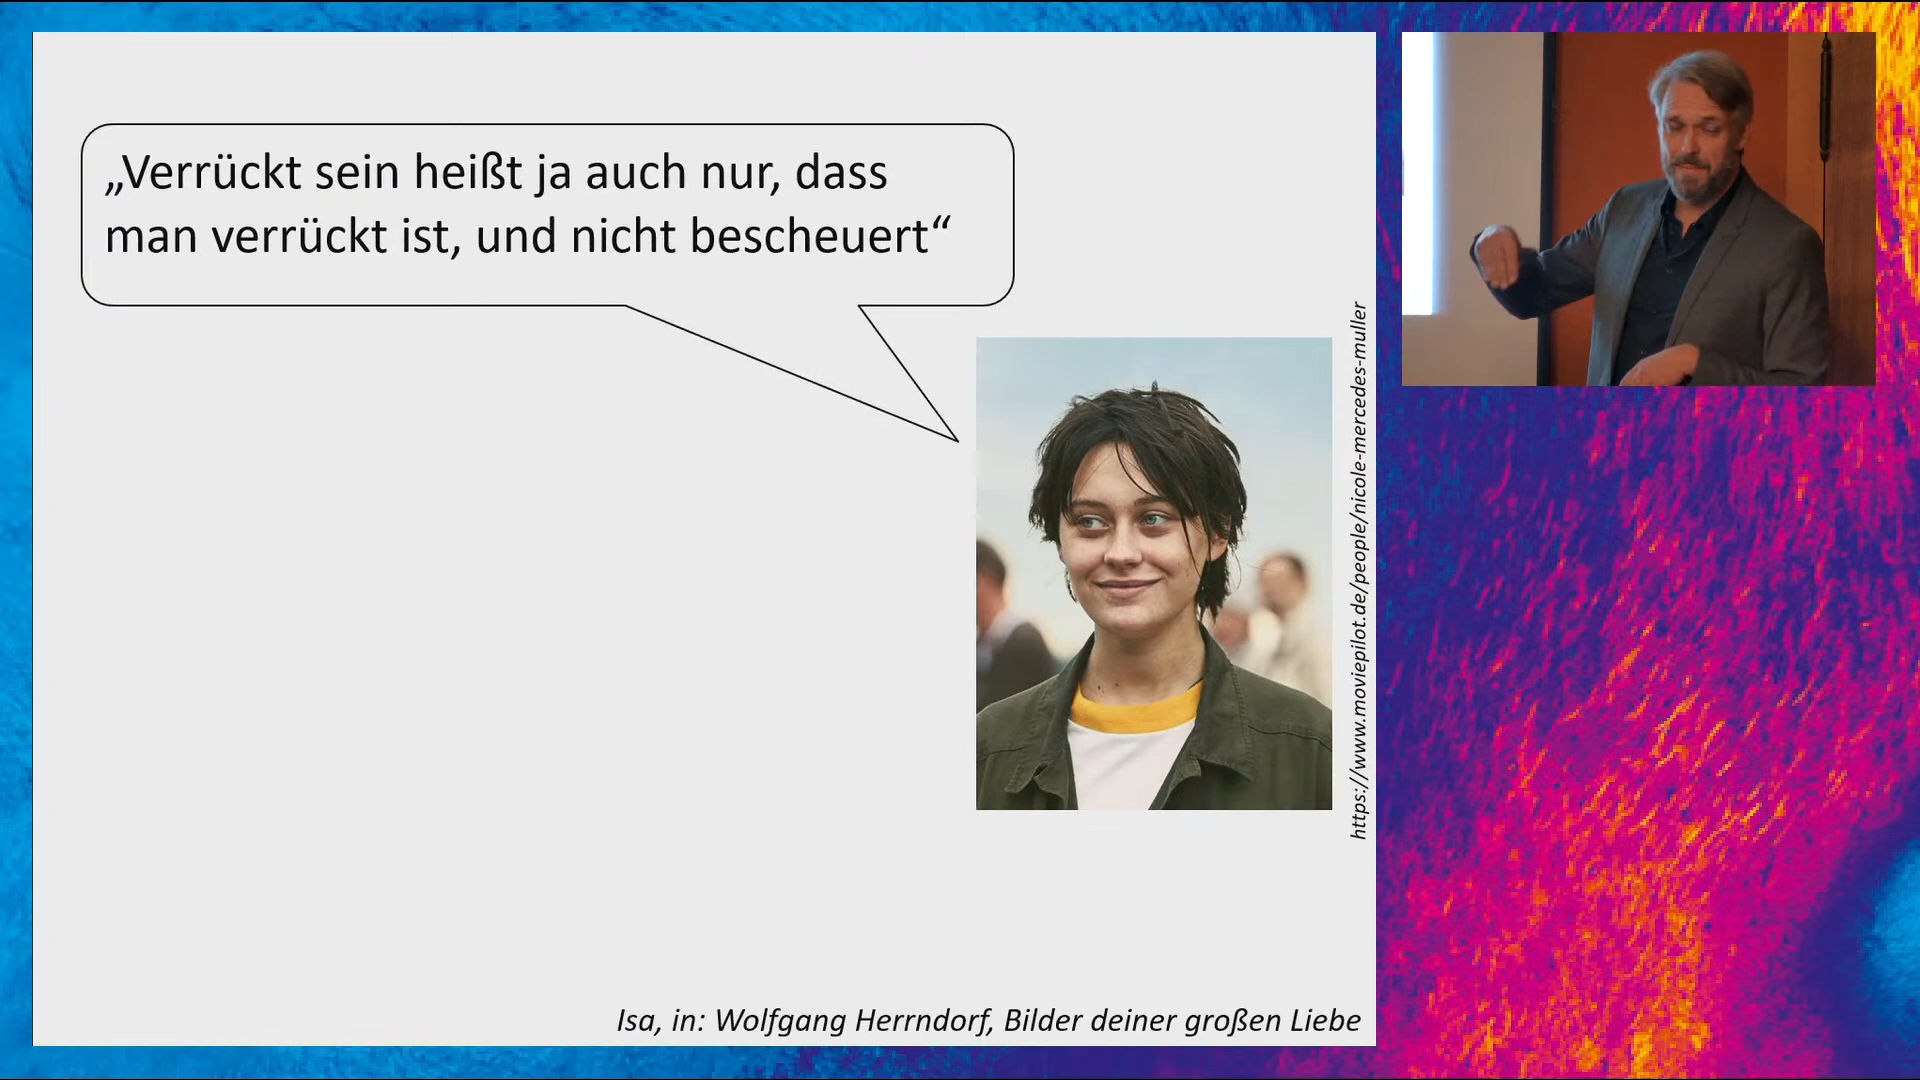 „Verrückt sein heißt ja auch nur, dass
man verrückt ist, und nicht bescheuert“
https://www.moviepilot.de/people/nicole-mercedes-muller
Isa, in: Wolfgang Herrndorf, Bilder deiner großen Liebe